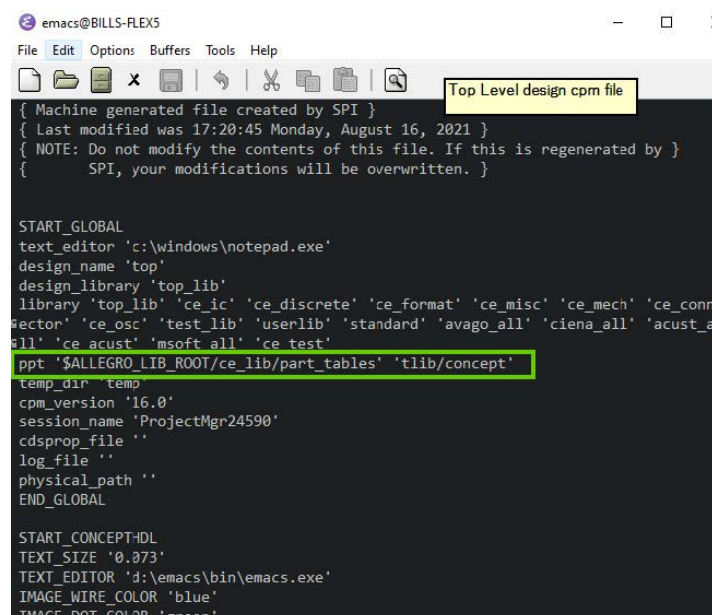 emacs@BILLS-FLEX5
File Edit Options Buffers Tools Help
Top Level design cpm file
{ Machine generated file created by SPI }
{ Last modified was 17:20:45 Monday, August 16, 2021 }
{ NOTE: Do not modify the contents of this file. If this is regenerated by }
{       SPI, your modifications will be overwritten. }
START_GLOBAL
text_editor 'c:\windows\notepad.exe'
design_name 'top'
design_library 'top_lib'
library 'top_lib' 'ce_ic' 'ce_discrete' 'ce_format' 'ce_misc' 'ce_mech' 'ce_conn
ector' 'ce_osc' 'test_lib' 'userlib' 'standard' 'avago_all' 'ciena_all' 'acust_a
ll' 'ce_acust' 'msoft_all' 'ce_test'
ppt '$ALLEGRO_LIB_ROOT/ce_lib/part_tables' 'tlib/concept'
temp_dir 'temp'
cpm_version '16.0'
session_name 'ProjectMgr24590'
cdsprop_file ''
log_file ''
physical_path ''
END_GLOBAL
START_CONCEPTHDL
TEXT_SIZE '0.073'
TEXT_EDITOR 'd:\emacs\bin\emacs.exe'
IMAGE_WIRE_COLOR 'blue'
IMAGE_DOT_COLOR 'green'